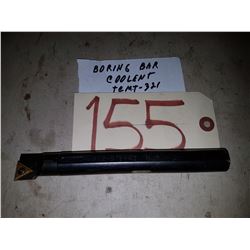 BORING BAR
COOLENT
TCMT-321
155